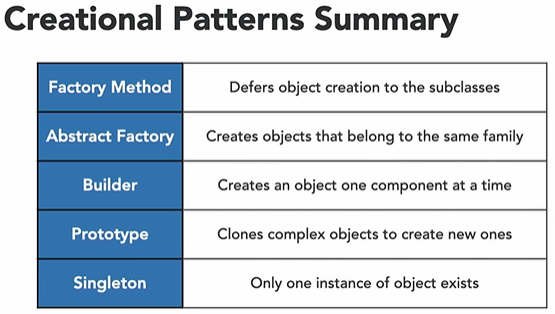 Creational Patterns Summary
Factory Method Defers object creation to the subclasses
Abstract Factory Creates objects that belong to the same family
Builder Creates an object one component at a time
Prototype Clones complex objects to create new ones
Singleton Only one instance of object exists